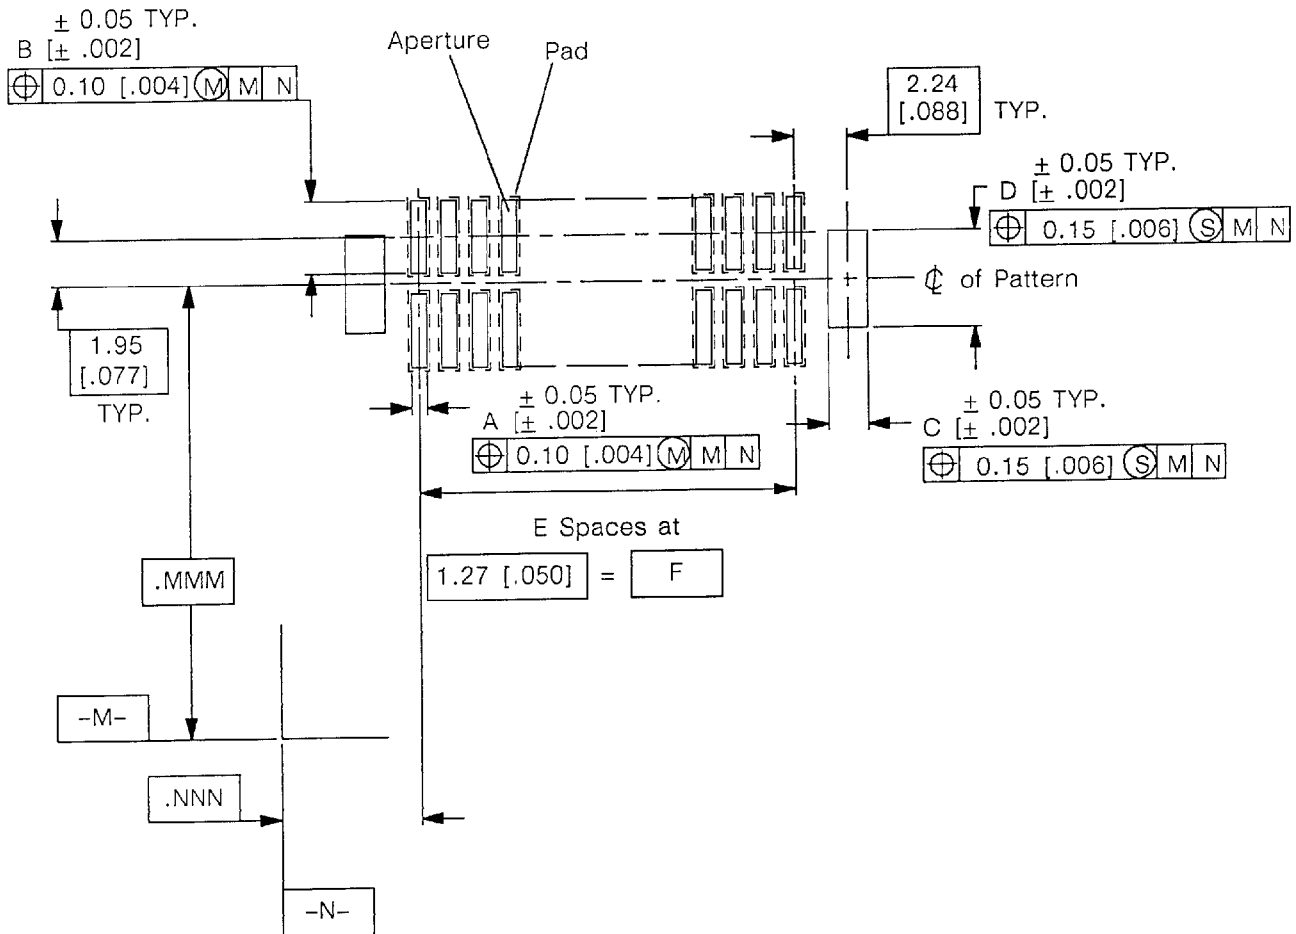 ± 0.05 TYP.
B [± .002]
⌖ 0.10 [.004] Ⓜ M N
Aperture
Pad
2.24
[.088] TYP.
± 0.05 TYP.
D [± .002]
⌖ 0.15 [.006] Ⓢ M N
℄ of Pattern
1.95
[.077]
TYP.
± 0.05 TYP.
A [± .002]
⌖ 0.10 [.004] Ⓜ M N
± 0.05 TYP.
C [± .002]
⌖ 0.15 [.006] Ⓢ M N
E Spaces at
1.27 [.050] = F
.MMM
-M-
.NNN
-N-